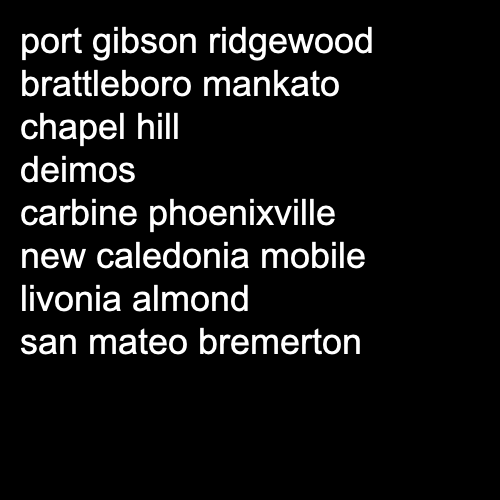 port gibson ridgewood
brattleboro mankato
chapel hill
deimos
carbine phoenixville
new caledonia mobile
livonia almond
san mateo bremerton